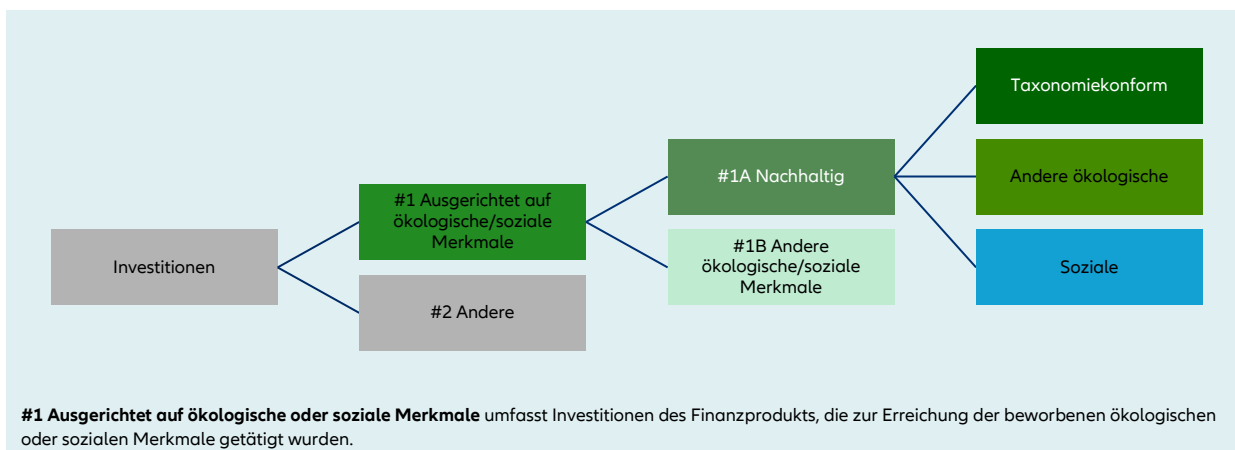 Investitionen
#1 Ausgerichtet auf
ökologische/soziale
Merkmale
#2 Andere
#1A Nachhaltig
#1B Andere
ökologische/soziale
Merkmale
Taxonomiekonform
Andere ökologische
Soziale
#1 Ausgerichtet auf ökologische oder soziale Merkmale umfasst Investitionen des Finanzprodukts, die zur Erreichung der beworbenen ökologischen
oder sozialen Merkmale getätigt wurden.